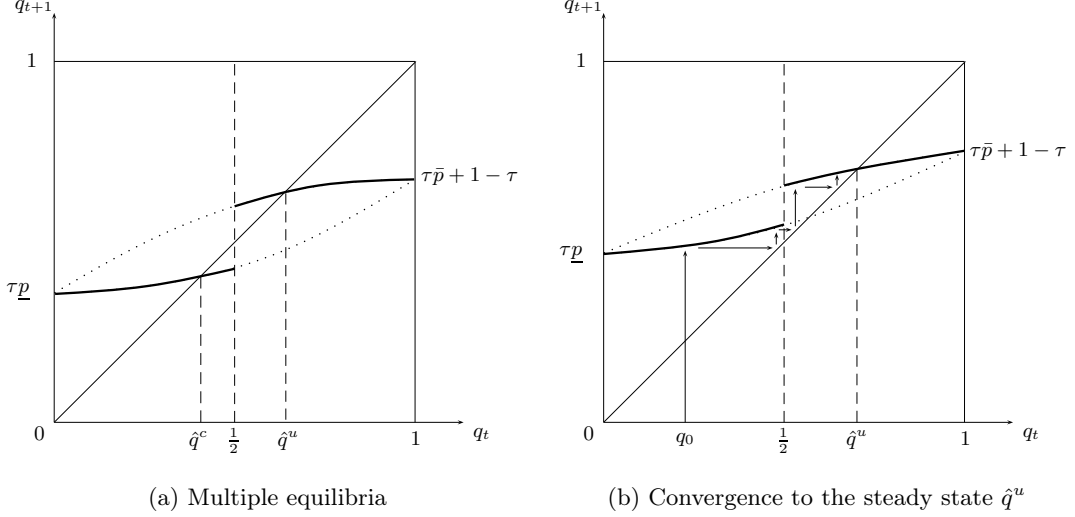 q_{t+1}
1
τp̄ + 1 − τ
τp̲
0
q̂^c
1/2
q̂^u
1
q_t
(a) Multiple equilibria
q_{t+1}
1
τp̄ + 1 − τ
τp̲
0
q_0
1/2
q̂^u
1
q_t
(b) Convergence to the steady state q̂^u